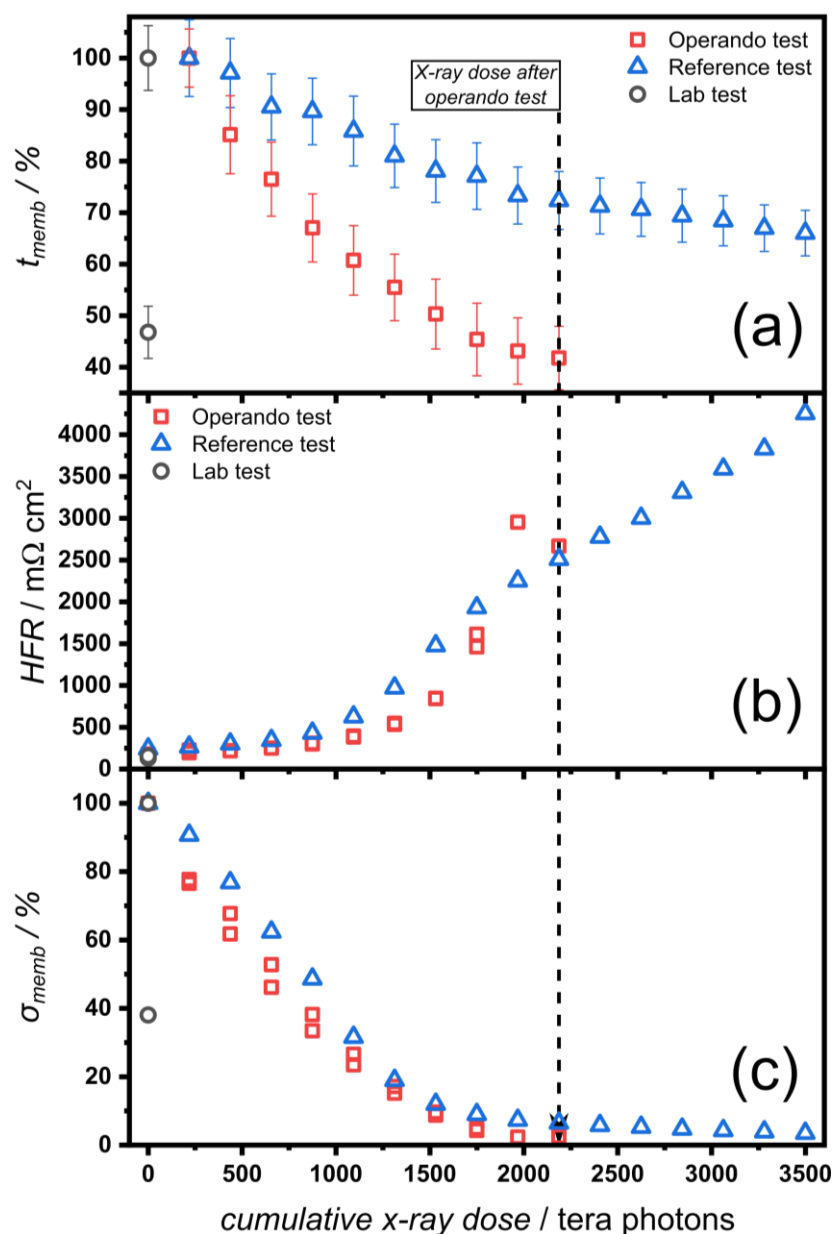 100
90
80
70
60
50
40
t_memb / %
X-ray dose after
operando test
Operando test
Reference test
Lab test
(a)
4000
3500
3000
2500
2000
1500
1000
500
0
HFR / mΩ cm²
Operando test
Reference test
Lab test
(b)
100
80
60
40
20
0
σ_memb / %
(c)
0 500 1000 1500 2000 2500 3000 3500
cumulative x-ray dose / tera photons